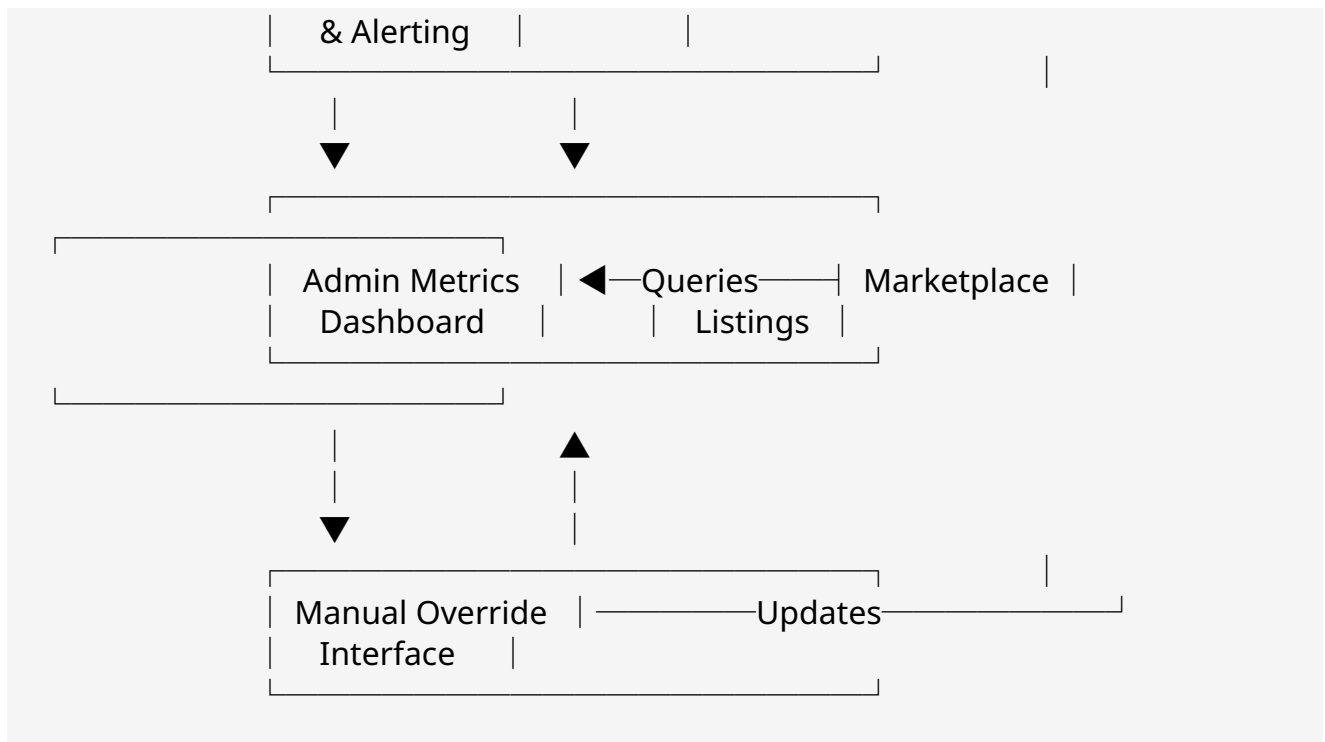 & Alerting
Admin Metrics Queries Marketplace
Dashboard Listings
Manual Override Updates
Interface